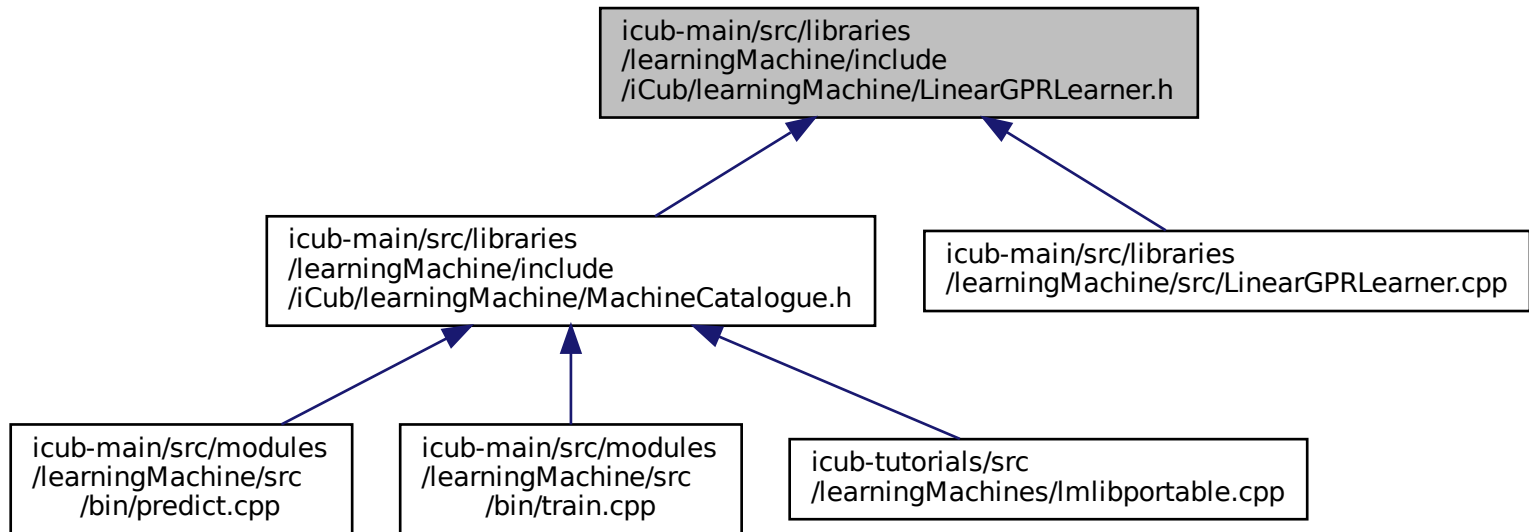 icub-main/src/libraries
/learningMachine/include
/iCub/learningMachine/LinearGPRLearner.h
icub-main/src/libraries
/learningMachine/include
/iCub/learningMachine/MachineCatalogue.h
icub-main/src/libraries
/learningMachine/src/LinearGPRLearner.cpp
icub-main/src/modules
/learningMachine/src
/bin/predict.cpp
icub-main/src/modules
/learningMachine/src
/bin/train.cpp
icub-tutorials/src
/learningMachines/lmlibportable.cpp